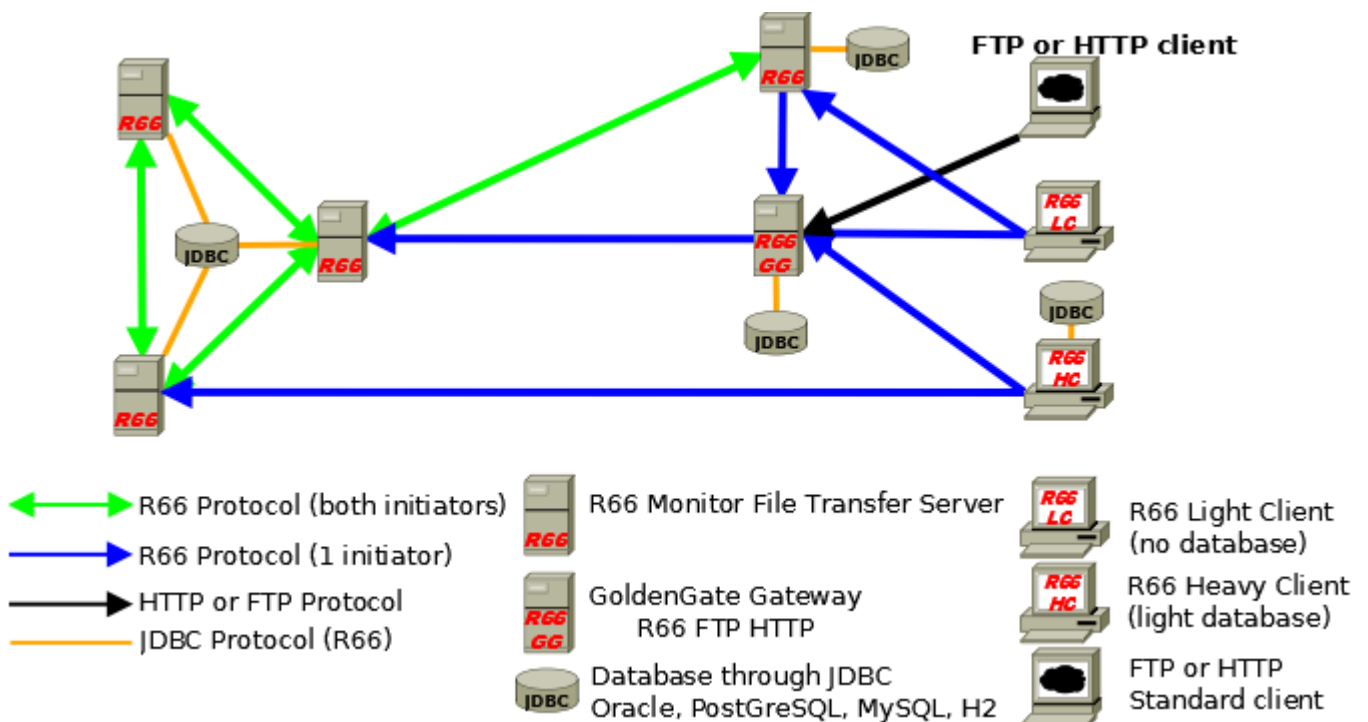 FTP or HTTP client
R66
JDBC
R66
R66
LC
JDBC
R66
R66
GG
JDBC
JDBC
R66
HC
R66
R66 Protocol (both initiators)
R66 Protocol (1 initiator)
HTTP or FTP Protocol
JDBC Protocol (R66)
R66
R66 Monitor File Transfer Server
R66
GG
GoldenGate Gateway
R66 FTP HTTP
JDBC
Database through JDBC
Oracle, PostGreSQL, MySQL, H2
R66
LC
R66 Light Client
(no database)
R66
HC
R66 Heavy Client
(light database)
FTP or HTTP
Standard client